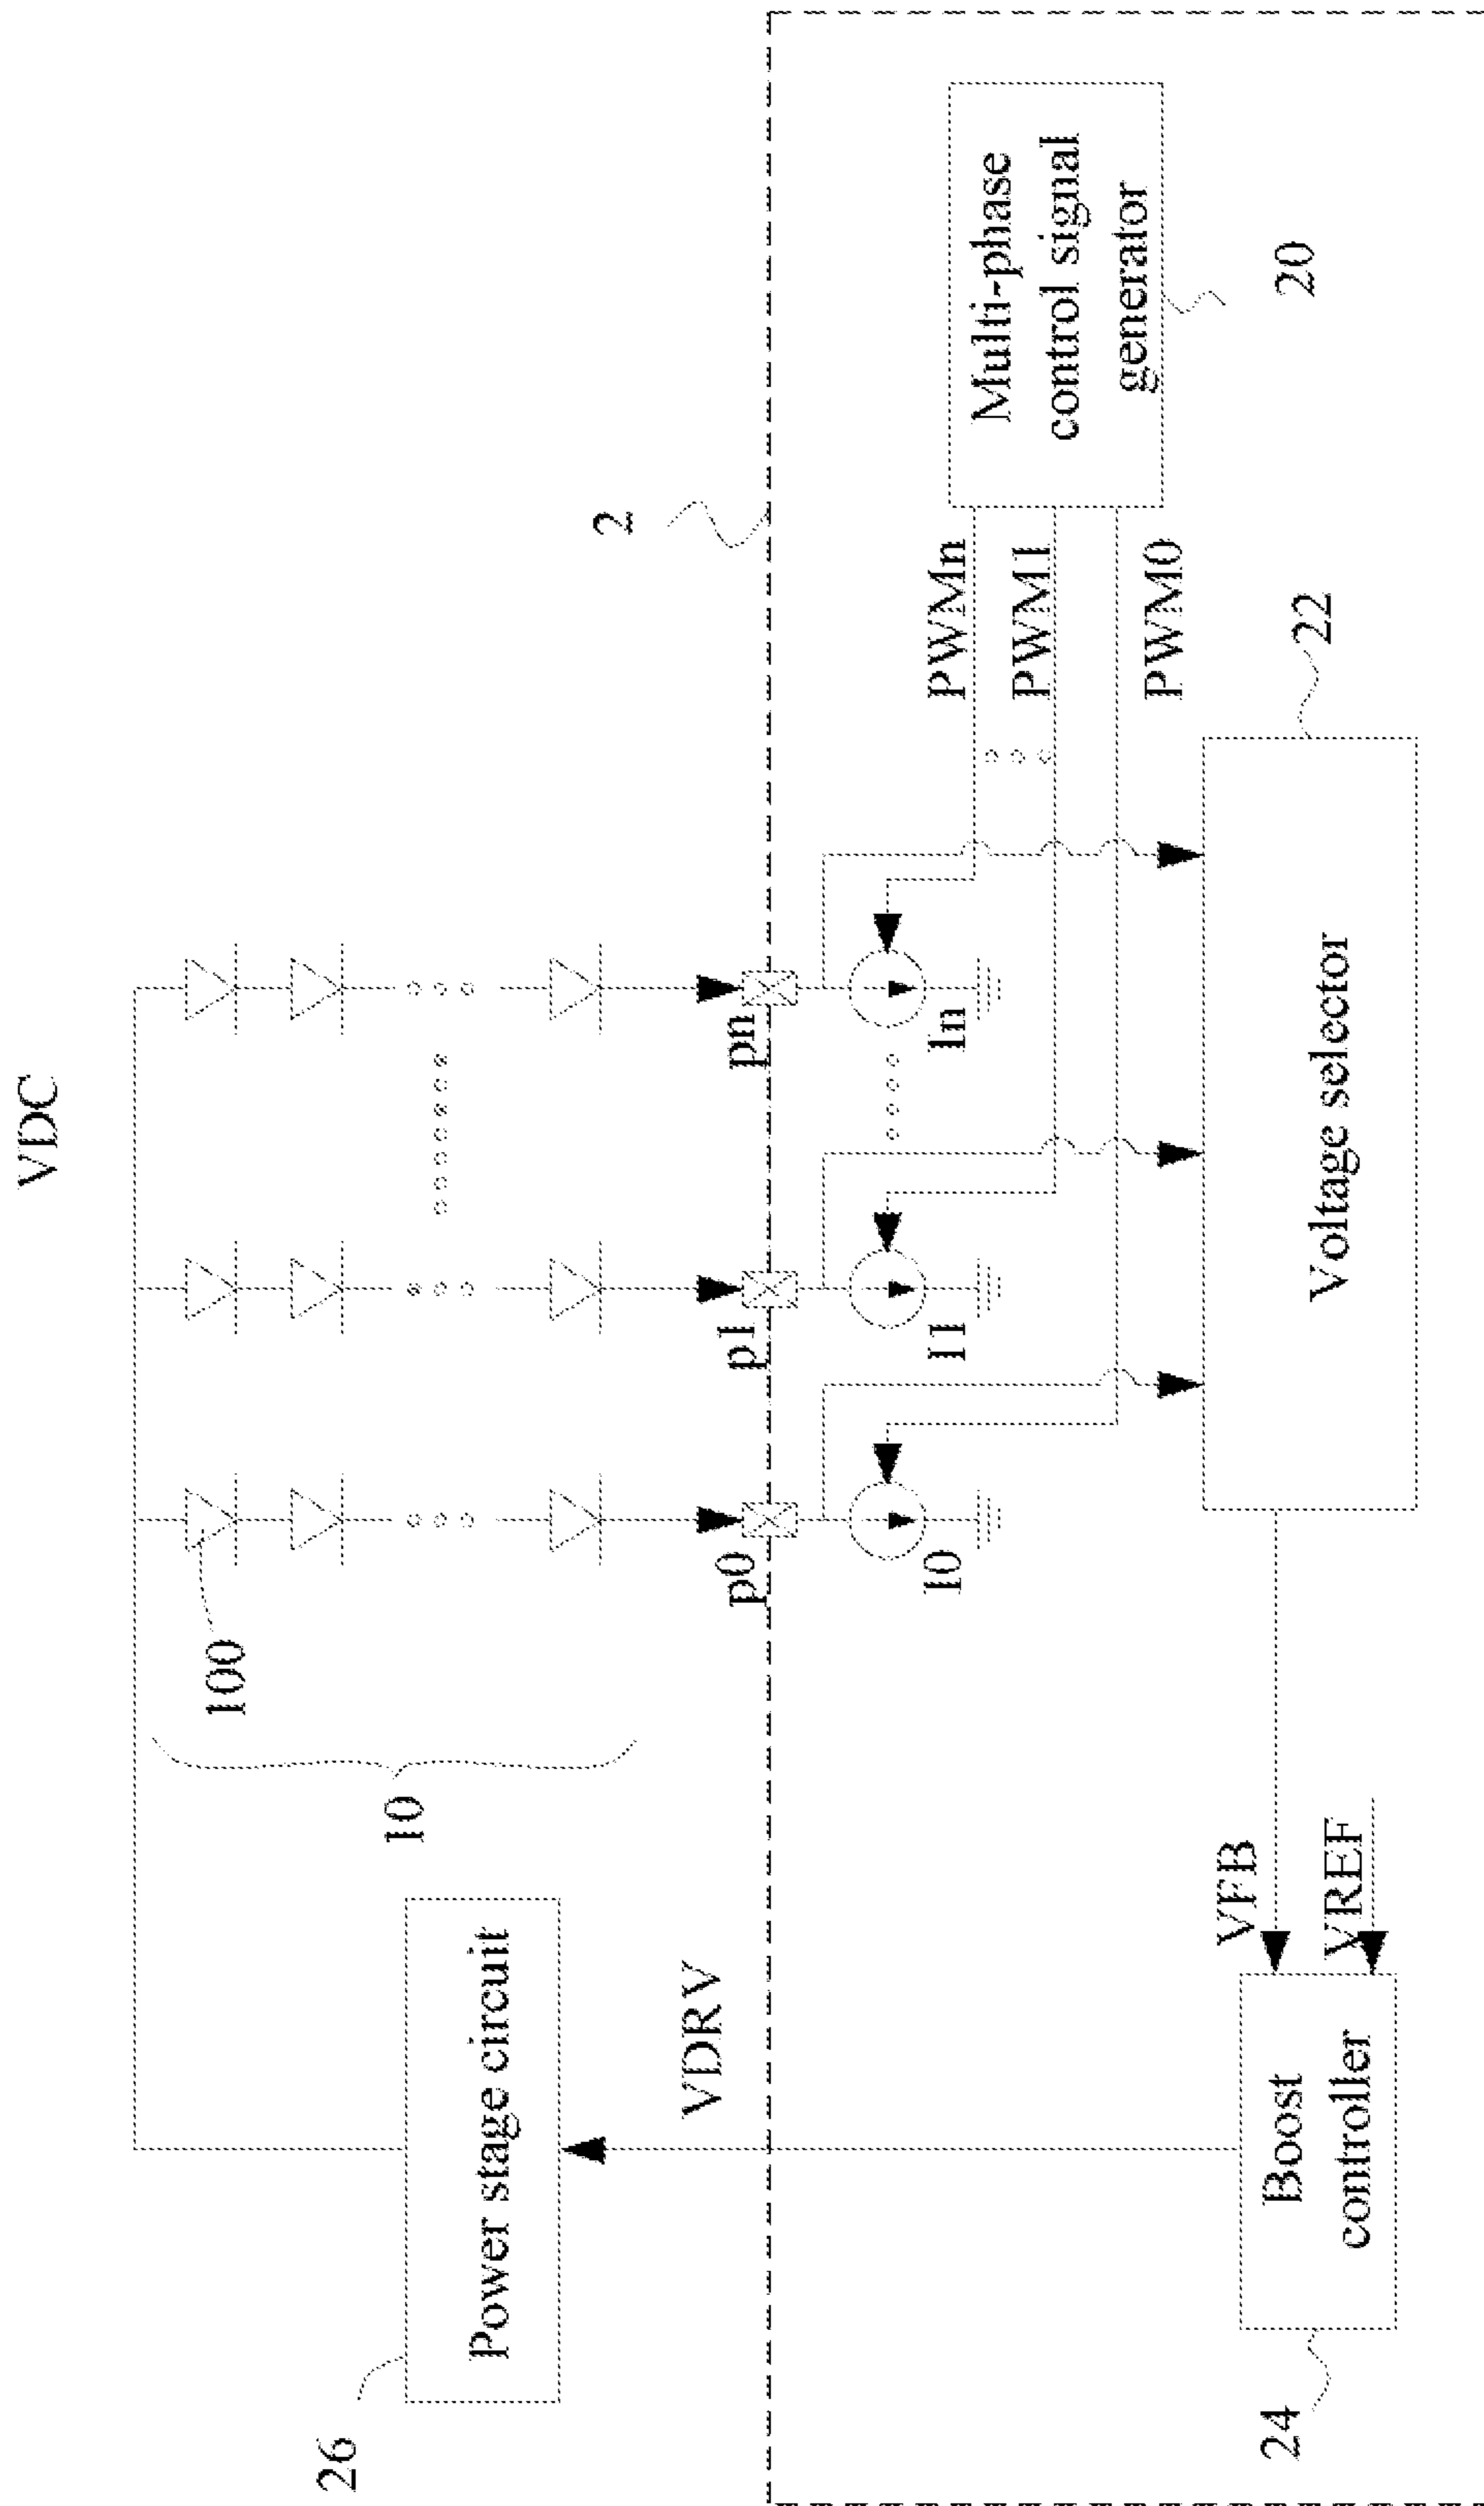 VDC
26
Power stage circuit
10
100
2
VDRV
p0
p1
pn
I0
I1
In
PWMn
PWM1
PWM0
Multi-phase
control signal
generator
20
VFB
VREF
Boost
controller
24
Voltage selector
22